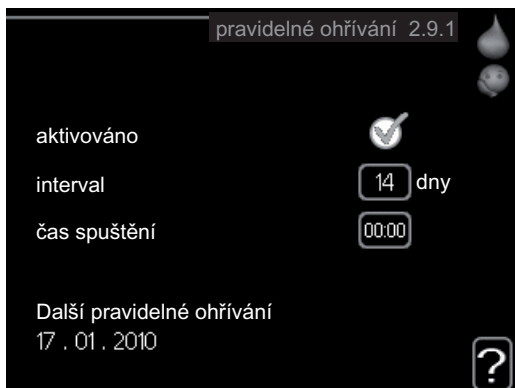 pravidelné ohřívání 2.9.1
aktivováno
interval 14 dny
čas spuštění 00:00
Další pravidelné ohřívání
17 . 01 . 2010
?